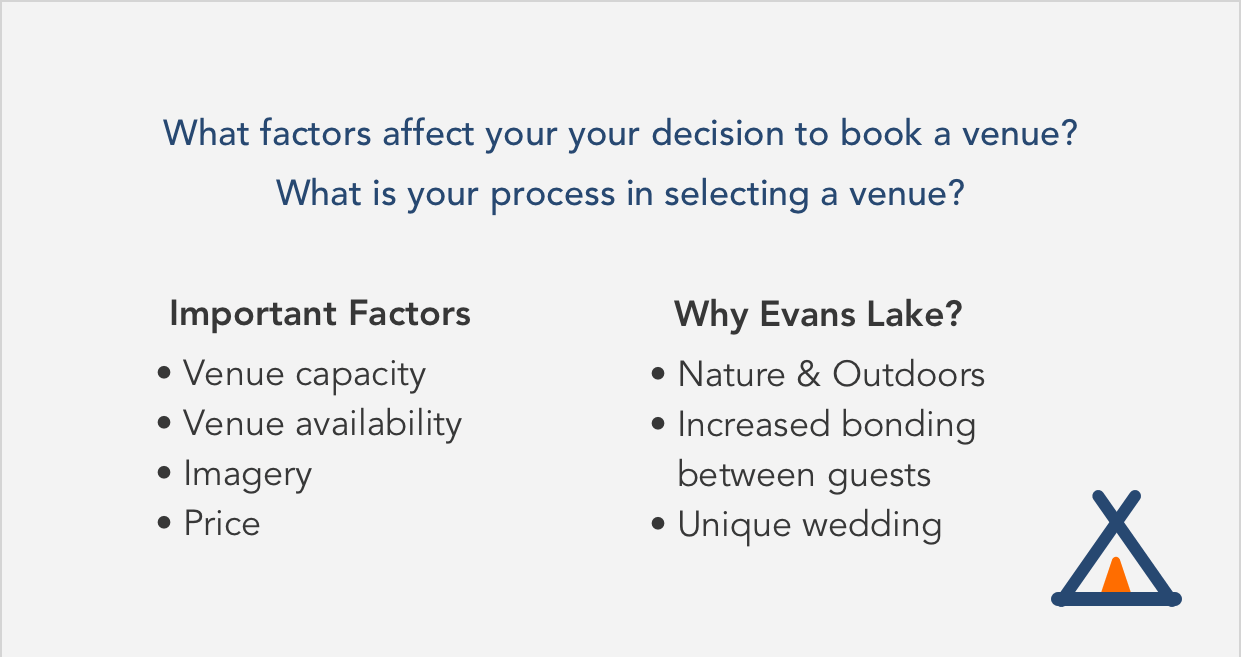 What factors affect your your decision to book a venue?
What is your process in selecting a venue?
Important Factors
• Venue capacity
• Venue availability
• Imagery
• Price
Why Evans Lake?
• Nature & Outdoors
• Increased bonding
between guests
• Unique wedding